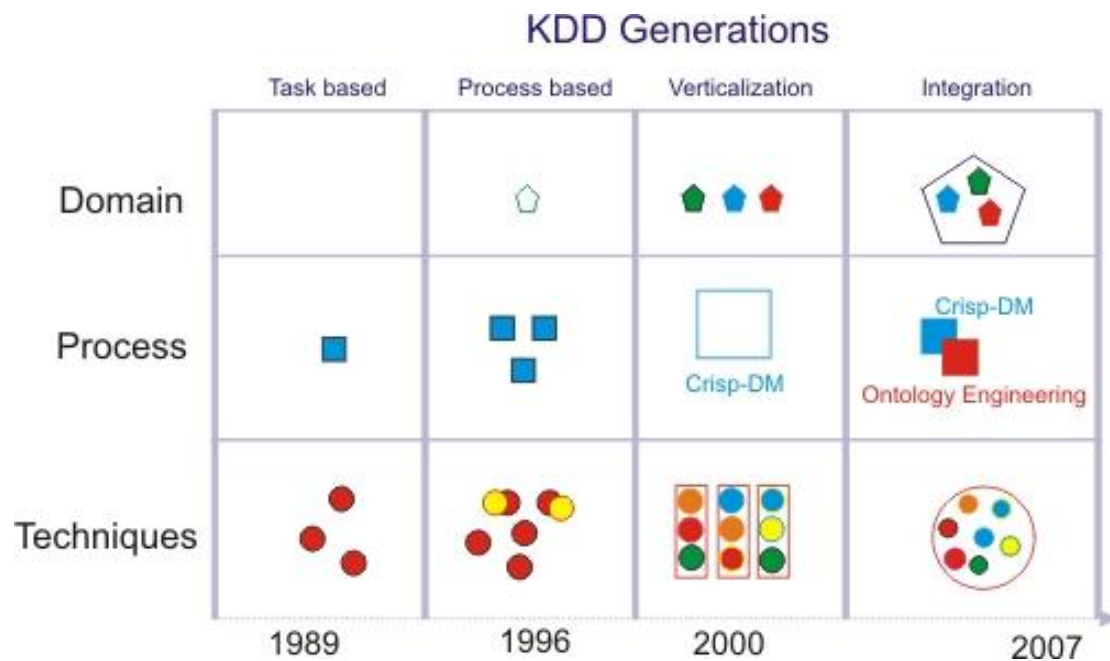 KDD Generations
Task based
Process based
Verticalization
Integration
Domain
Process
Crisp-DM
Crisp-DM
Ontology Engineering
Techniques
1989
1996
2000
2007